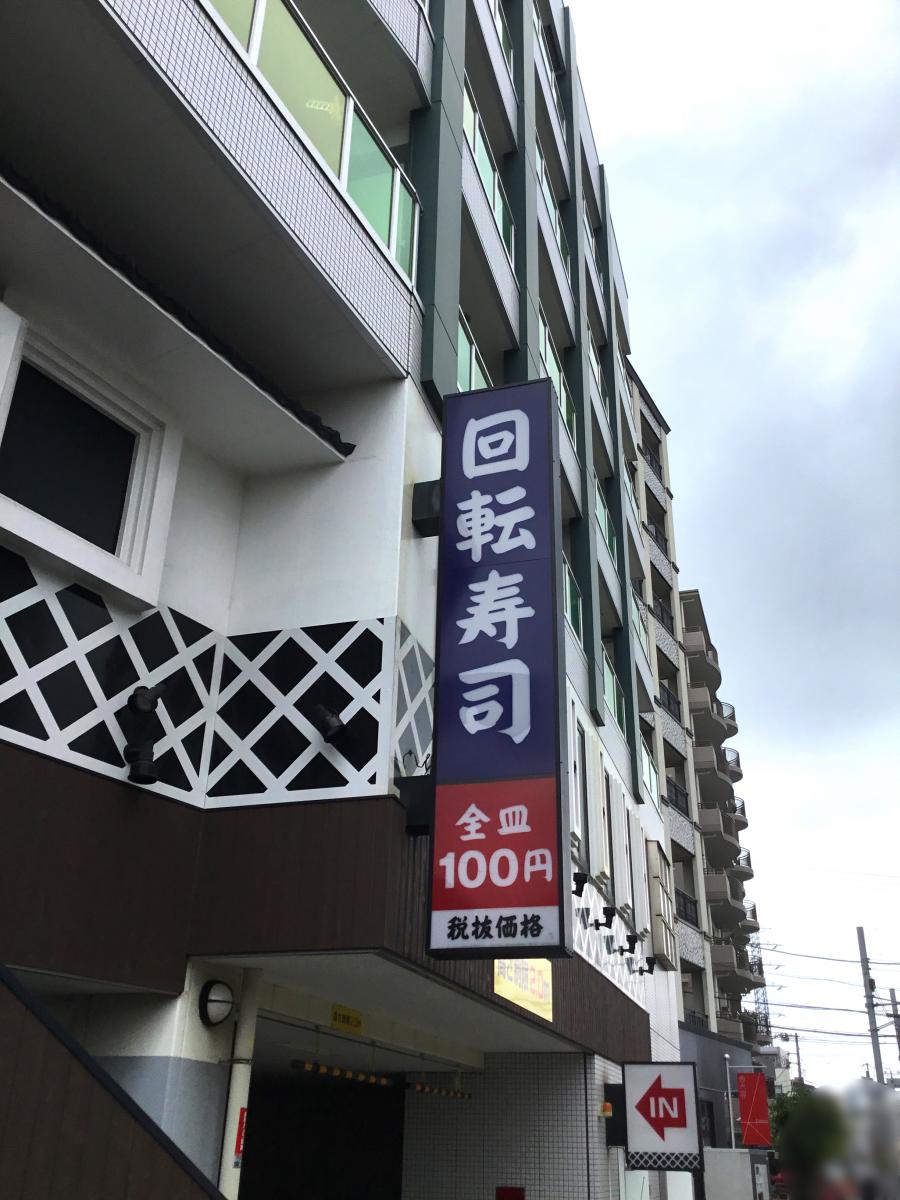 回転寿司
全皿
100円
税抜価格
IN